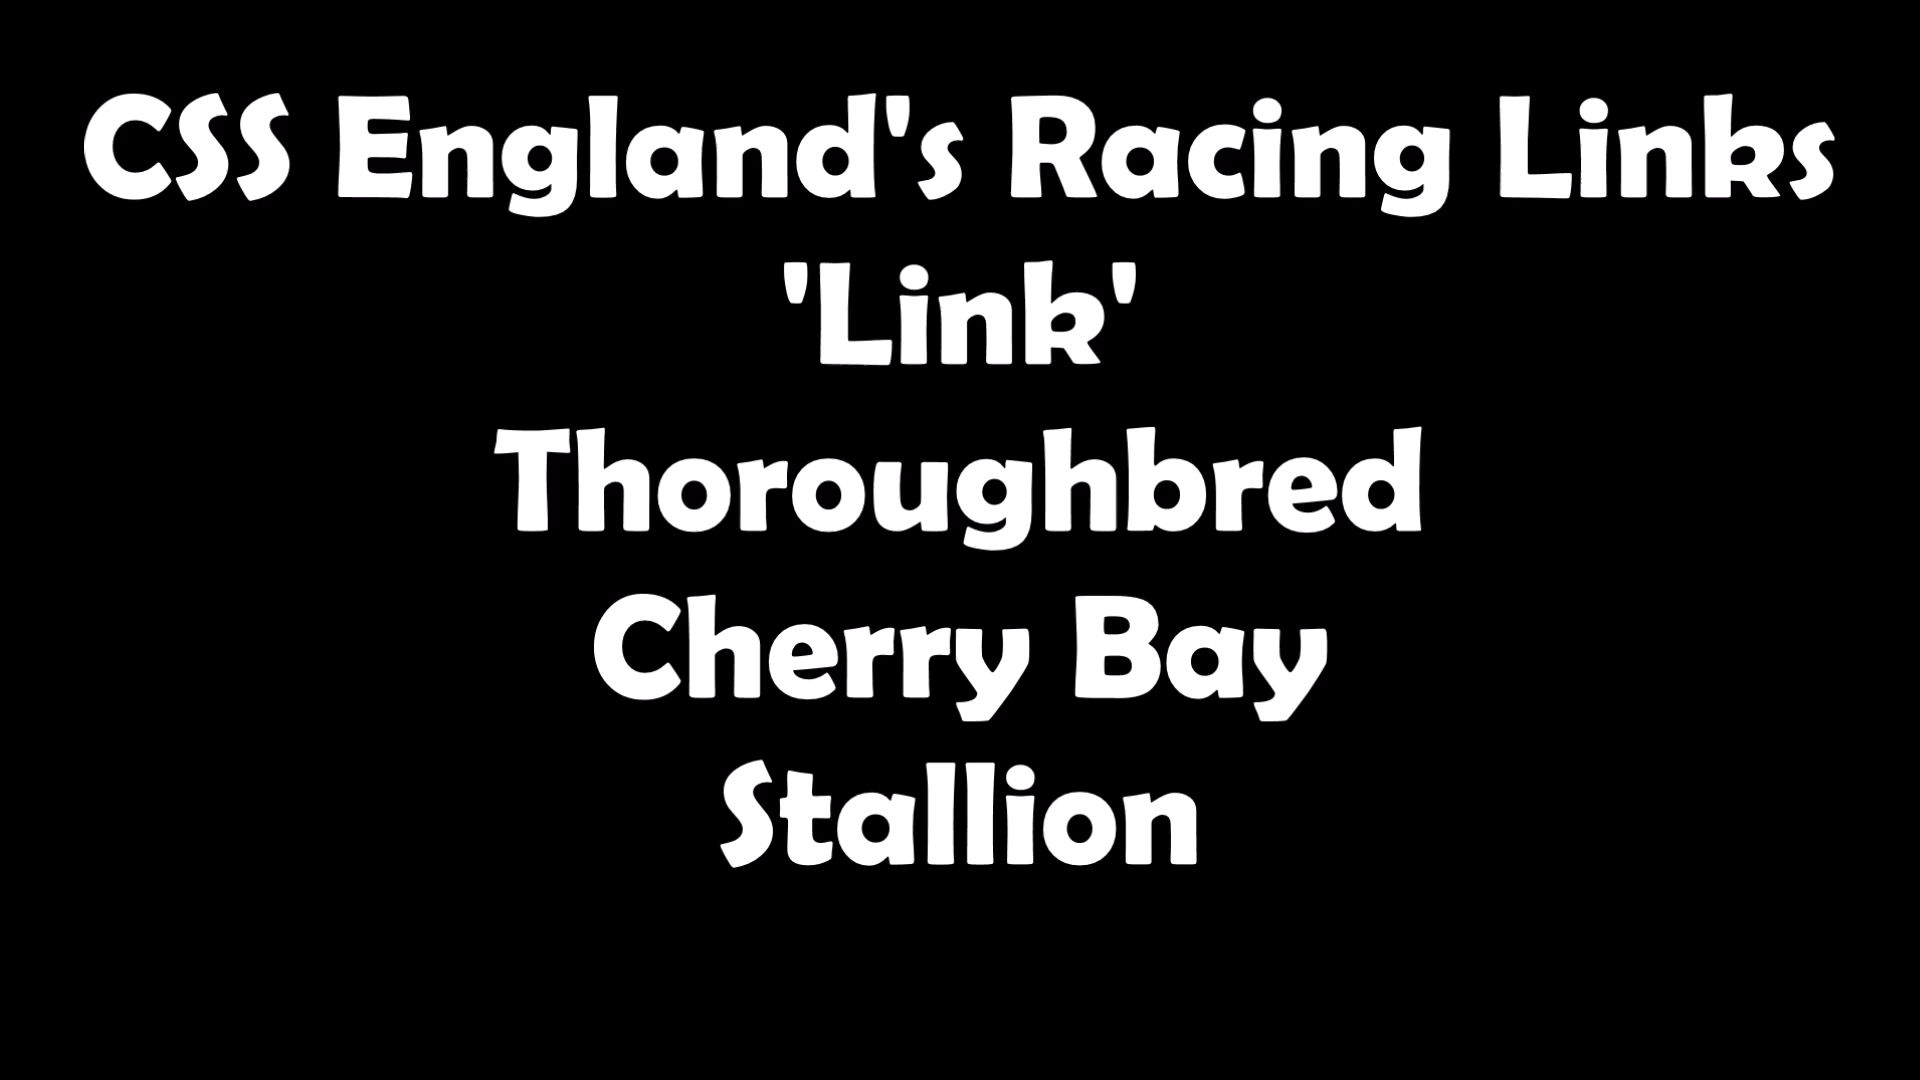 CSS England's Racing Links
'Link'
Thoroughbred
Cherry Bay
Stallion